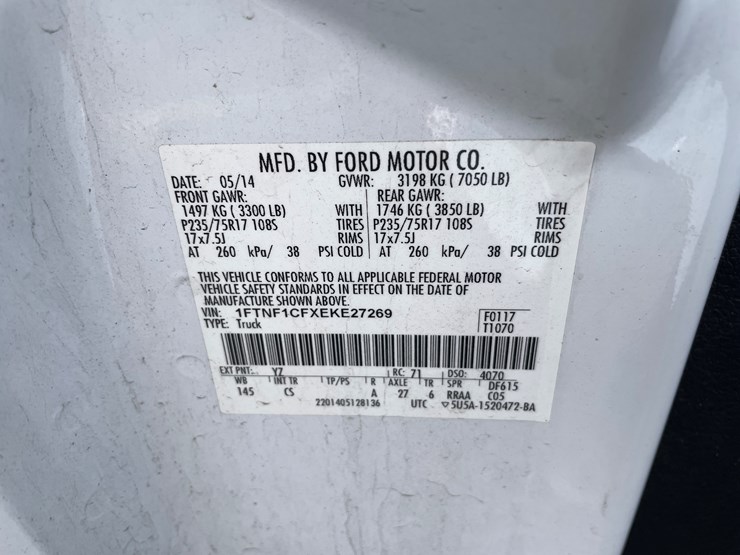 MFD. BY FORD MOTOR CO.
DATE: 05/14 GVWR: 3198 KG ( 7050 LB)
FRONT GAWR: REAR GAWR:
1497 KG ( 3300 LB) WITH 1746 KG ( 3850 LB) WITH
P235/75R17 108S TIRES P235/75R17 108S TIRES
17x7.5J RIMS 17x7.5J RIMS
AT 260 kPa/ 38 PSI COLD AT 260 kPa/ 38 PSI COLD
THIS VEHICLE CONFORMS TO ALL APPLICABLE FEDERAL MOTOR
VEHICLE SAFETY STANDARDS IN EFFECT ON THE DATE OF
MANUFACTURE SHOWN ABOVE.
VIN: 1FTNF1CFXEKE27269 F0117
TYPE: Truck T1070
EXT PNT: YZ RC: 71 DSO: 4070
WB INT TR TP/PS R AXLE TR SPR DF615
145 CS A 27 6 RRAA C05
2201405128136 UTC ▽5U5A-1520472-BA